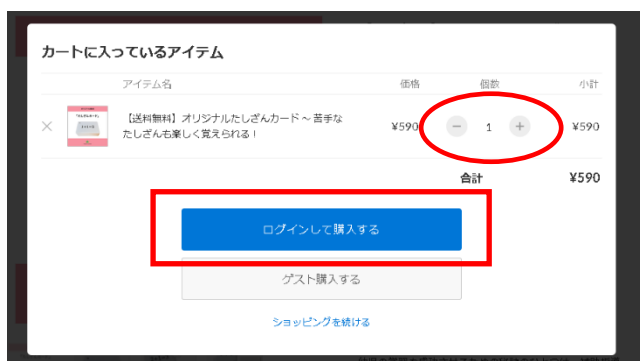 カートに入っているアイテム
アイテム名 価格 個数 小計
【送料無料】オリジナルたしざんカード～苦手な
たしざんも楽しく覚えられる！
¥590 － 1 ＋ ¥590
合計 ¥590
ログインして購入する
ゲスト購入する
ショッピングを続ける